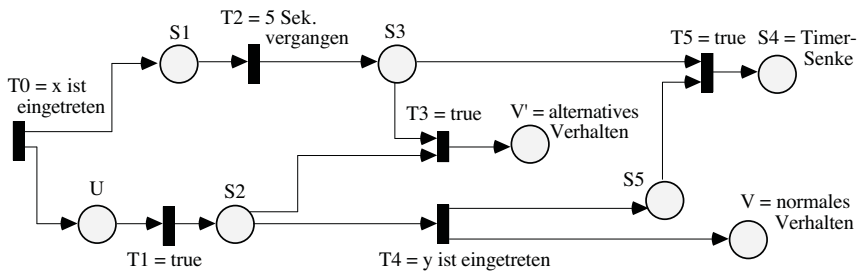 T2 = 5 Sek.
vergangen
S1
S3
T5 = true
S4 = Timer-
Senke
T0 = x ist
eingetreten
T3 = true
V' = alternatives
Verhalten
U
S2
S5
V = normales
Verhalten
T1 = true
T4 = y ist eingetreten